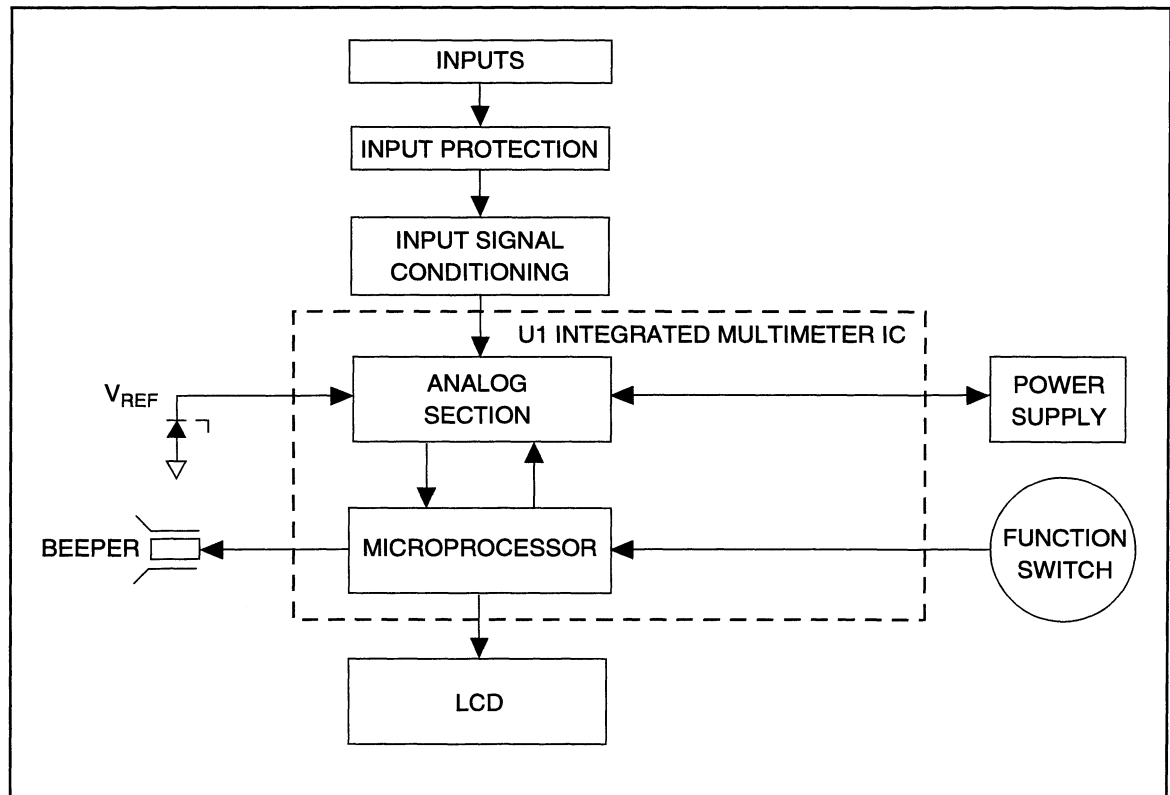 INPUTS
INPUT PROTECTION
INPUT SIGNAL
CONDITIONING
U1 INTEGRATED MULTIMETER IC
ANALOG
SECTION
VREF
POWER
SUPPLY
BEEPER
MICROPROCESSOR
FUNCTION
SWITCH
LCD